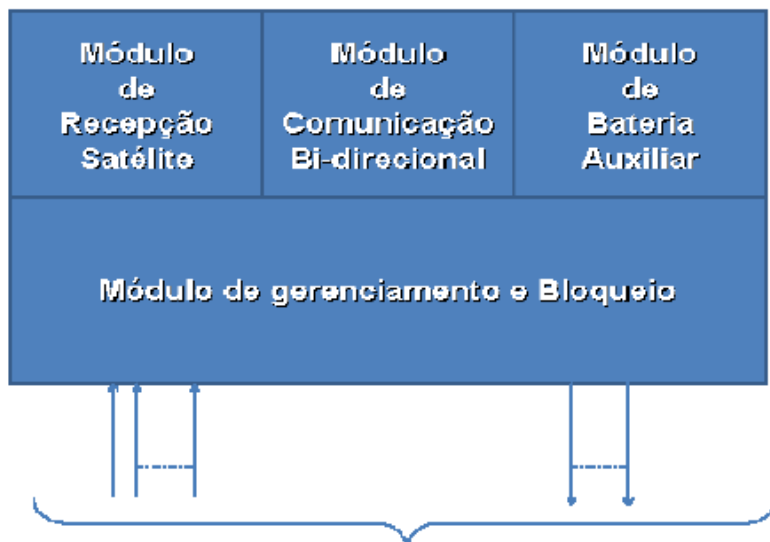 Módulo
de
Recepção
Satélite
Módulo
de
Comunicação
Bi-direcional
Módulo
de
Bateria
Auxiliar
Módulo de gerenciamento e Bloqueio